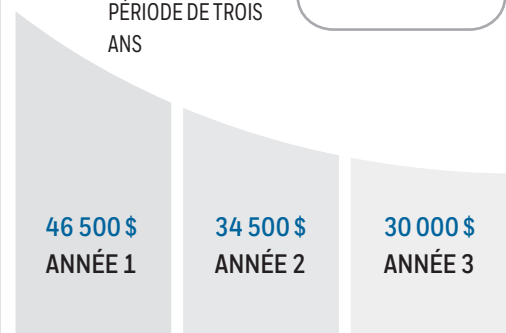 PÉRIODE DE TROIS
ANS
46 500 $ 34 500 $ 30 000 $
ANNÉE 1 ANNÉE 2 ANNÉE 3